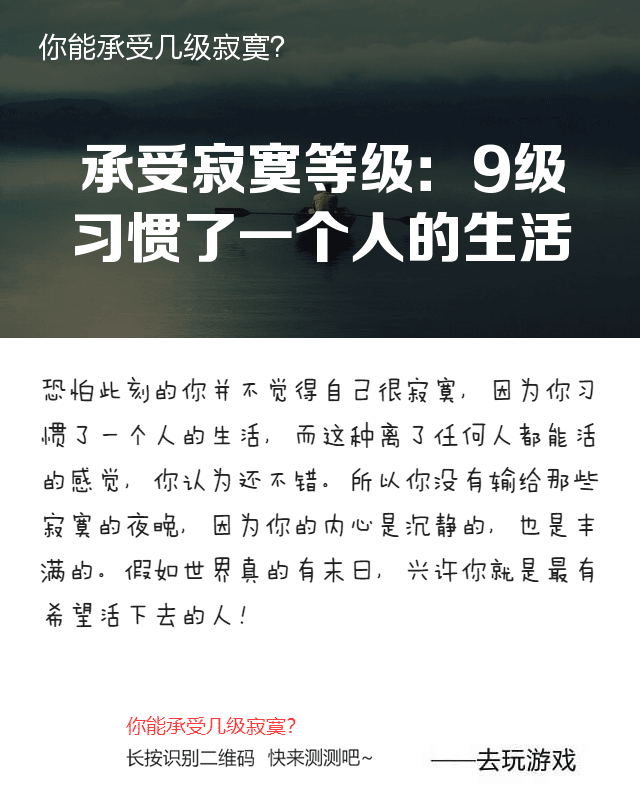 你能承受几级寂寞?
承受寂寞等级：9级
习惯了一个人的生活
恐怕此刻的你并不觉得自己很寂寞，因为你习
惯了一个人的生活，而这种离了任何人都能活
的感觉，你认为还不错。所以你没有输给那些
寂寞的夜晚，因为你的内心是沉静的，也是丰
满的。假如世界真的有末日，兴许你就是最有
希望活下去的人！
你能承受几级寂寞?
长按识别二维码 快来测测吧~
——去玩游戏